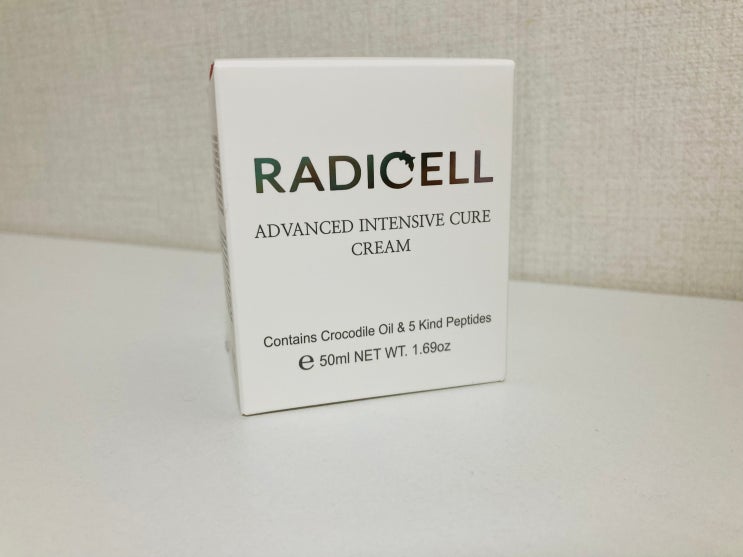 RADICELL
ADVANCED INTENSIVE CURE
CREAM
Contains Crocodile Oil & 5 Kind Peptides
℮ 50ml NET WT. 1.69oz